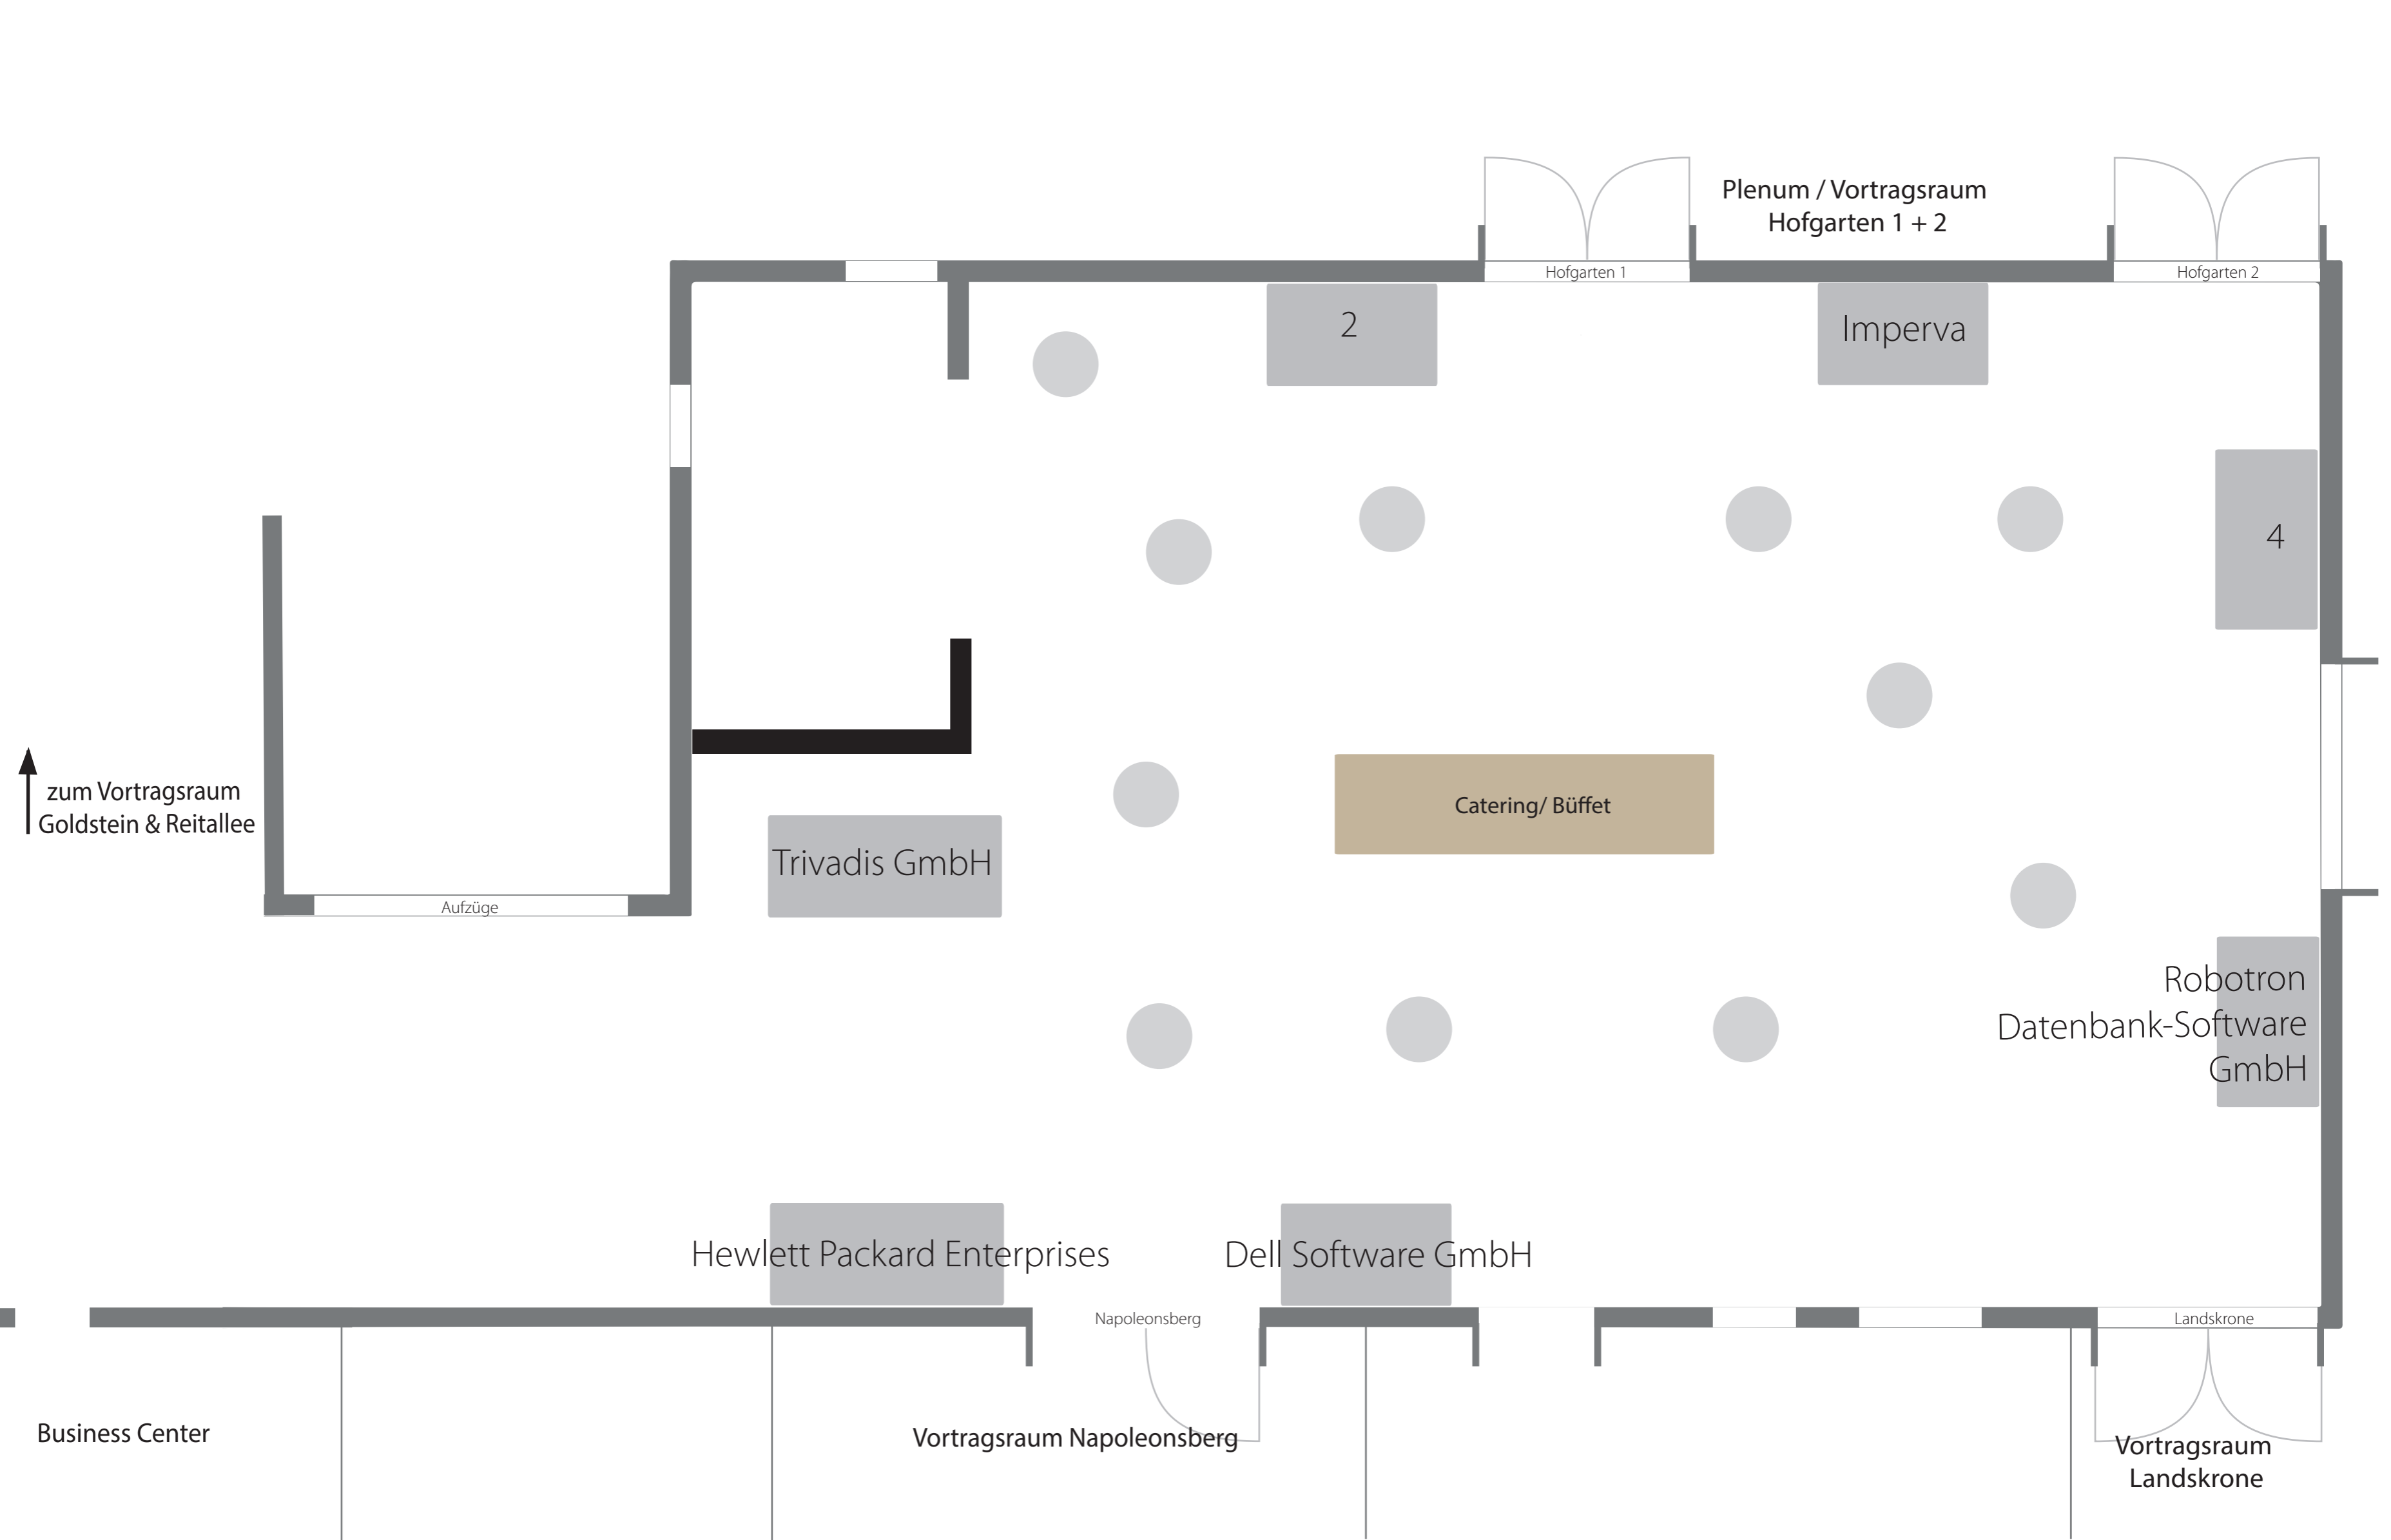 Plenum / Vortragsraum
Hofgarten 1 + 2
Hofgarten 1
Hofgarten 2
2
Imperva
4
zum Vortragsraum
Goldstein & Reitallee
Catering/ Büffet
Trivadis GmbH
Aufzüge
Robotron
Datenbank-Software
GmbH
Hewlett Packard Enterprises
Dell Software GmbH
Napoleonsberg
Landskrone
Business Center
Vortragsraum Napoleonsberg
Vortragsraum
Landskrone